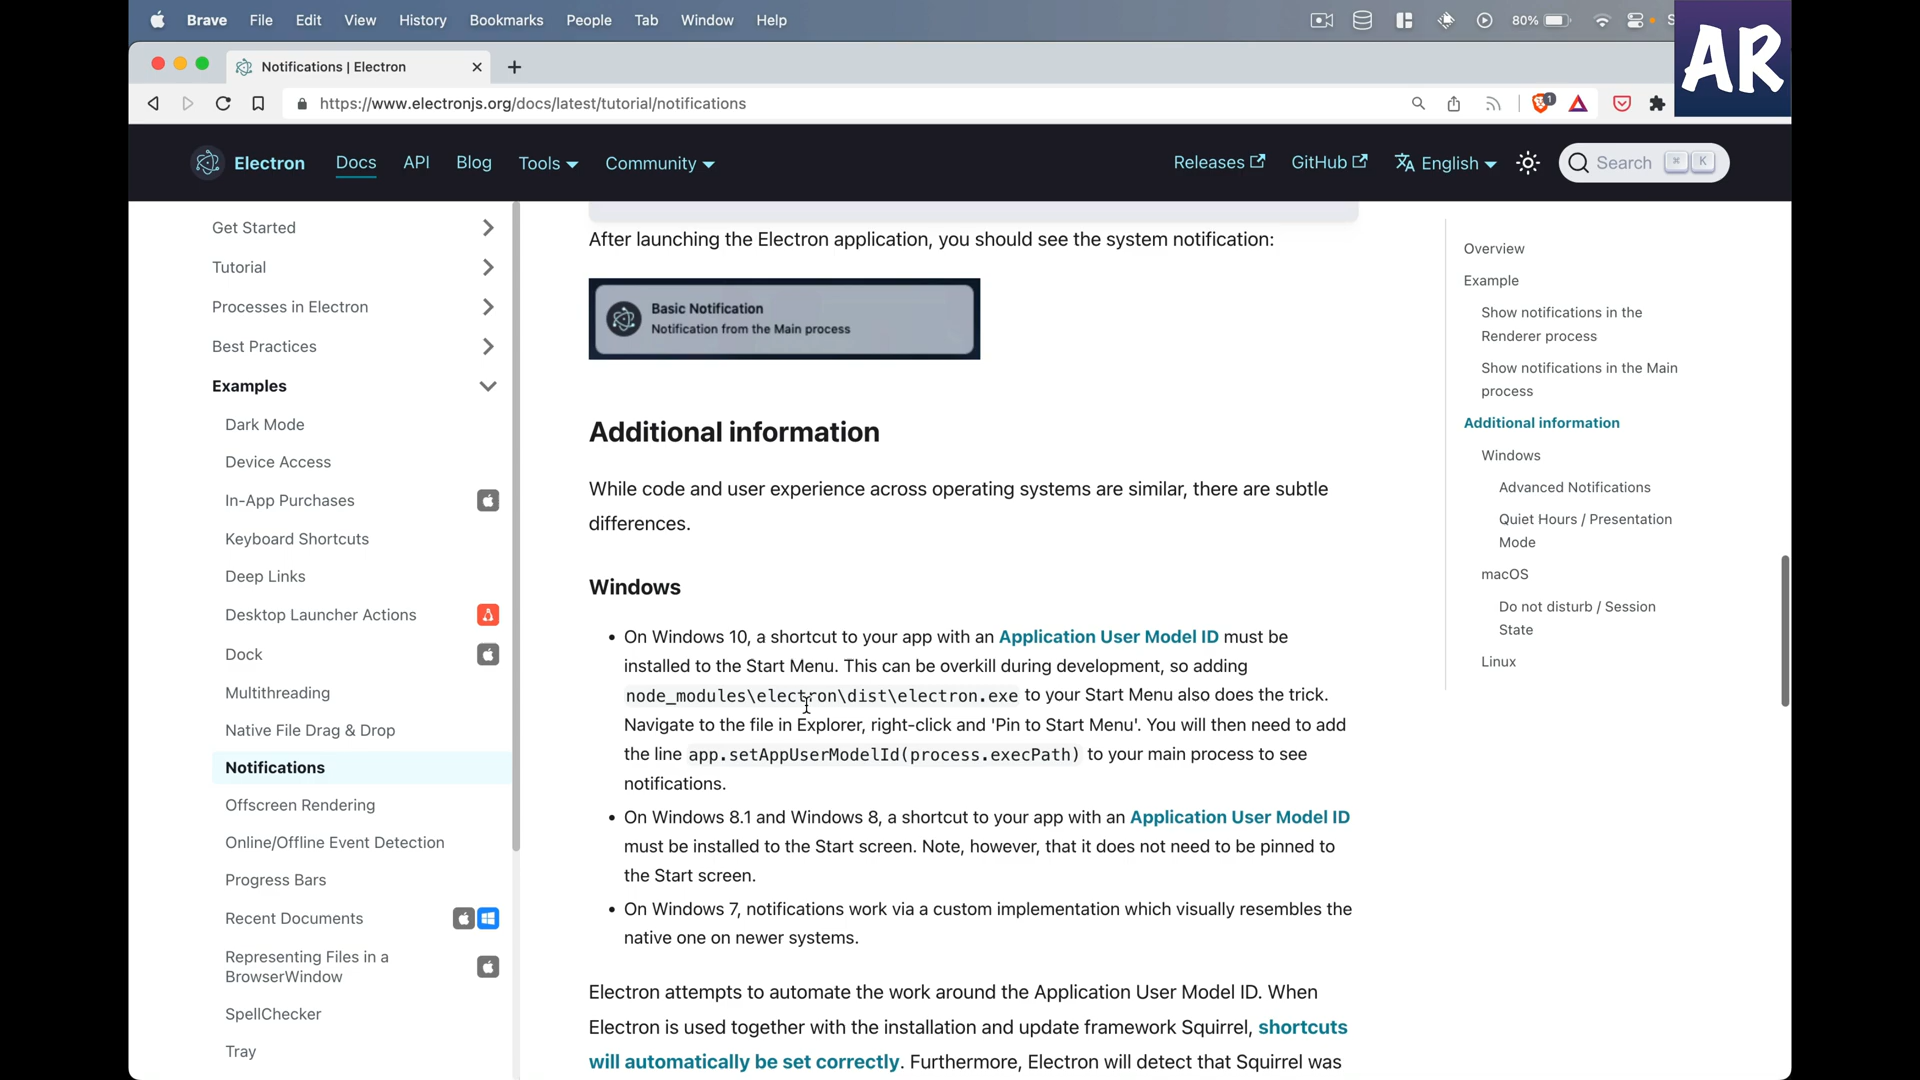 Brave File Edit View History Bookmarks People Tab Window Help
80%
AR
Notifications | Electron
https://www.electronjs.org/docs/latest/tutorial/notifications
1
Electron Docs API Blog Tools Community
Releases GitHub English Search ⌘ K
Get Started
Tutorial
Processes in Electron
Best Practices
Examples
Dark Mode
Device Access
In-App Purchases
Keyboard Shortcuts
Deep Links
Desktop Launcher Actions
Dock
Multithreading
Native File Drag & Drop
Notifications
Offscreen Rendering
Online/Offline Event Detection
Progress Bars
Recent Documents
Representing Files in a
BrowserWindow
SpellChecker
Tray
After launching the Electron application, you should see the system notification:
Basic Notification
Notification from the Main process
Additional information
While code and user experience across operating systems are similar, there are subtle
differences.
Windows
• On Windows 10, a shortcut to your app with an Application User Model ID must be
installed to the Start Menu. This can be overkill during development, so adding
node_modules\electron\dist\electron.exe to your Start Menu also does the trick.
Navigate to the file in Explorer, right-click and 'Pin to Start Menu'. You will then need to add
the line app.setAppUserModelId(process.execPath) to your main process to see
notifications.
• On Windows 8.1 and Windows 8, a shortcut to your app with an Application User Model ID
must be installed to the Start screen. Note, however, that it does not need to be pinned to
the Start screen.
• On Windows 7, notifications work via a custom implementation which visually resembles the
native one on newer systems.
Electron attempts to automate the work around the Application User Model ID. When
Electron is used together with the installation and update framework Squirrel, shortcuts
will automatically be set correctly. Furthermore, Electron will detect that Squirrel was
Overview
Example
Show notifications in the
Renderer process
Show notifications in the Main
process
Additional information
Windows
Advanced Notifications
Quiet Hours / Presentation
Mode
macOS
Do not disturb / Session
State
Linux